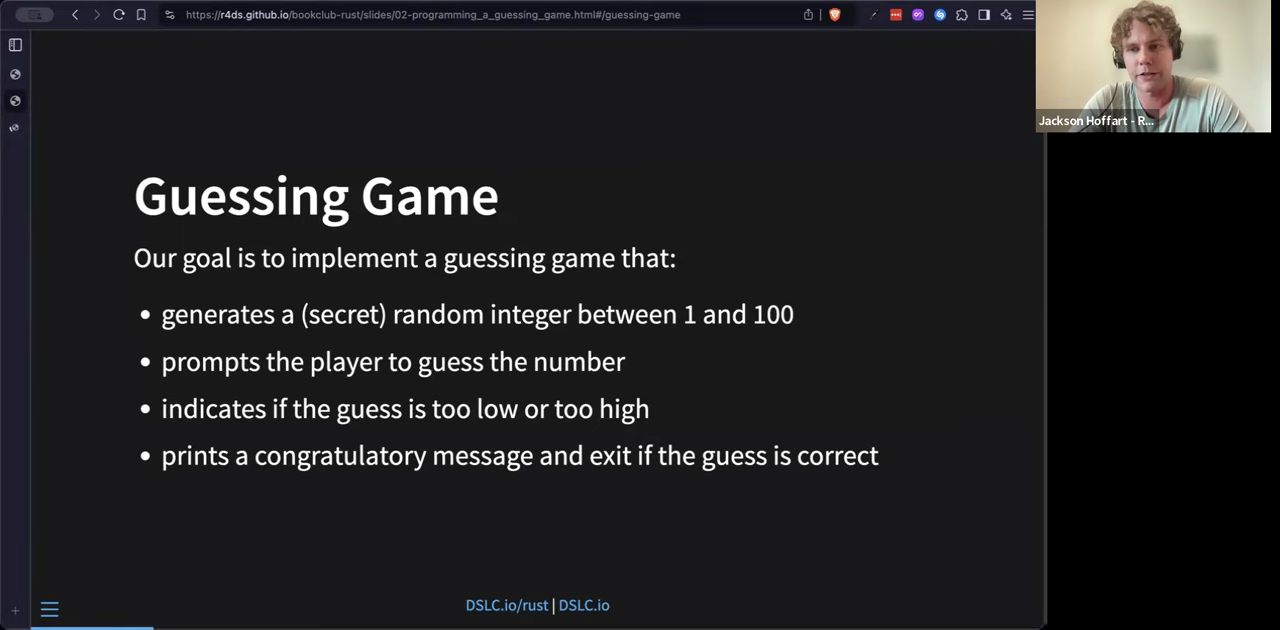 https://r4ds.github.io/bookclub-rust/slides/02-programming_a_guessing_game.html#/guessing-game
Jackson Hoffart - R...
Guessing Game
Our goal is to implement a guessing game that:
• generates a (secret) random integer between 1 and 100
• prompts the player to guess the number
• indicates if the guess is too low or too high
• prints a congratulatory message and exit if the guess is correct
DSLC.io/rust | DSLC.io